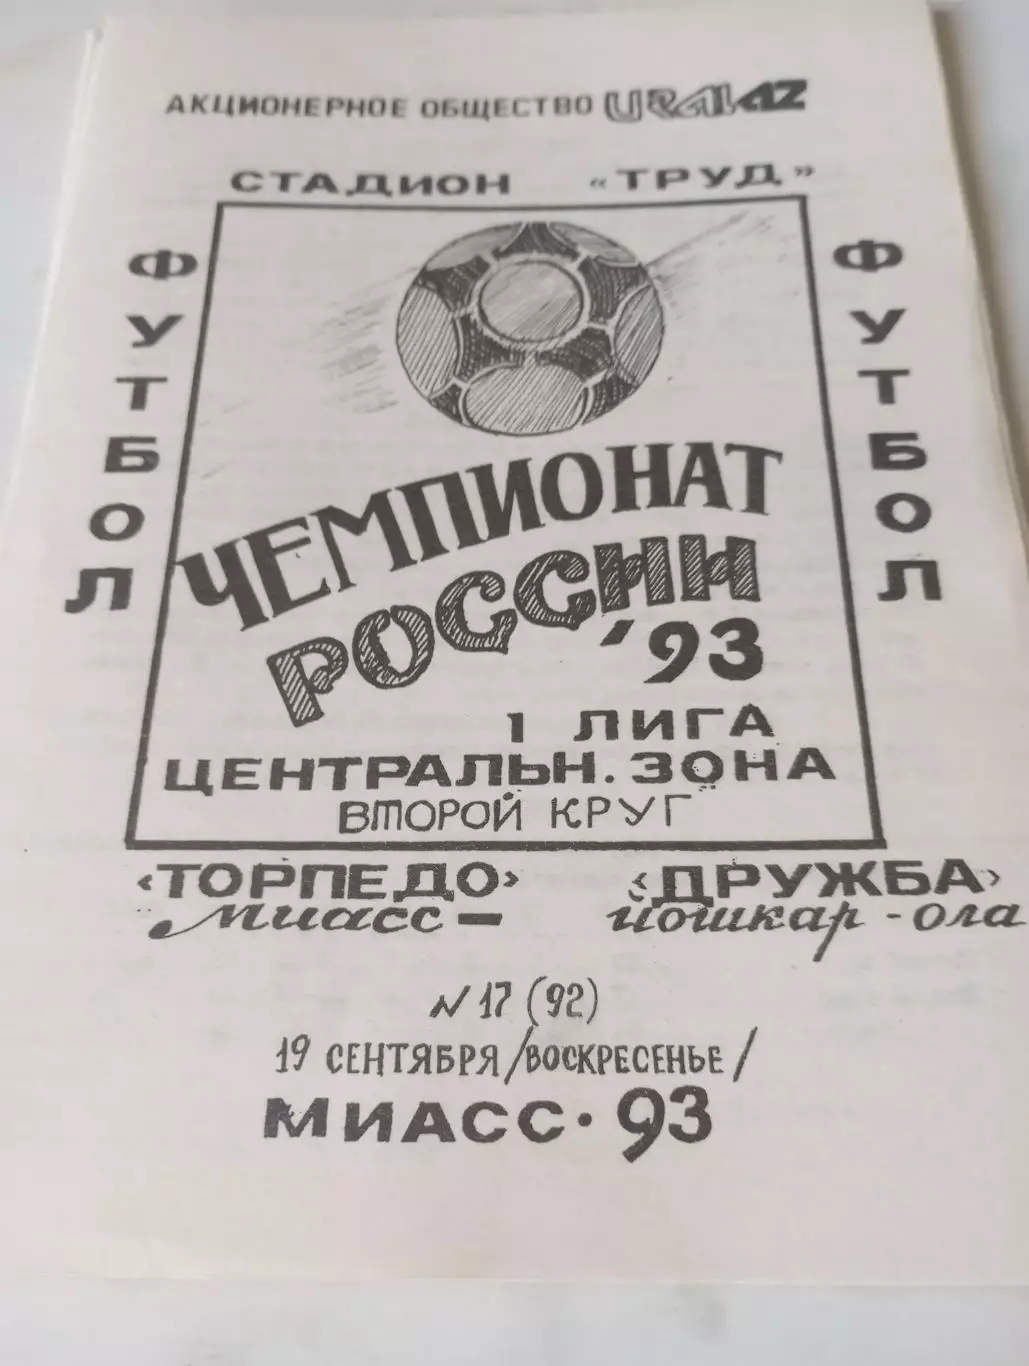 АКЦИОНЕРНОЕ ОБЩЕСТВО URALAZ
СТАДИОН «ТРУД»
ФУТБОЛ
ФУТБОЛ
ЧЕМПИОНАТ
РОССИИ
'93
1 ЛИГА
ЦЕНТРАЛЬН. ЗОНА
ВТОРОЙ КРУГ
«ТОРПЕДО» «ДРУЖБА»
Миасс – Йошкар-ола
N 17 (92)
19 СЕНТЯБРЯ /ВОСКРЕСЕНЬЕ/
МИАСС · 93